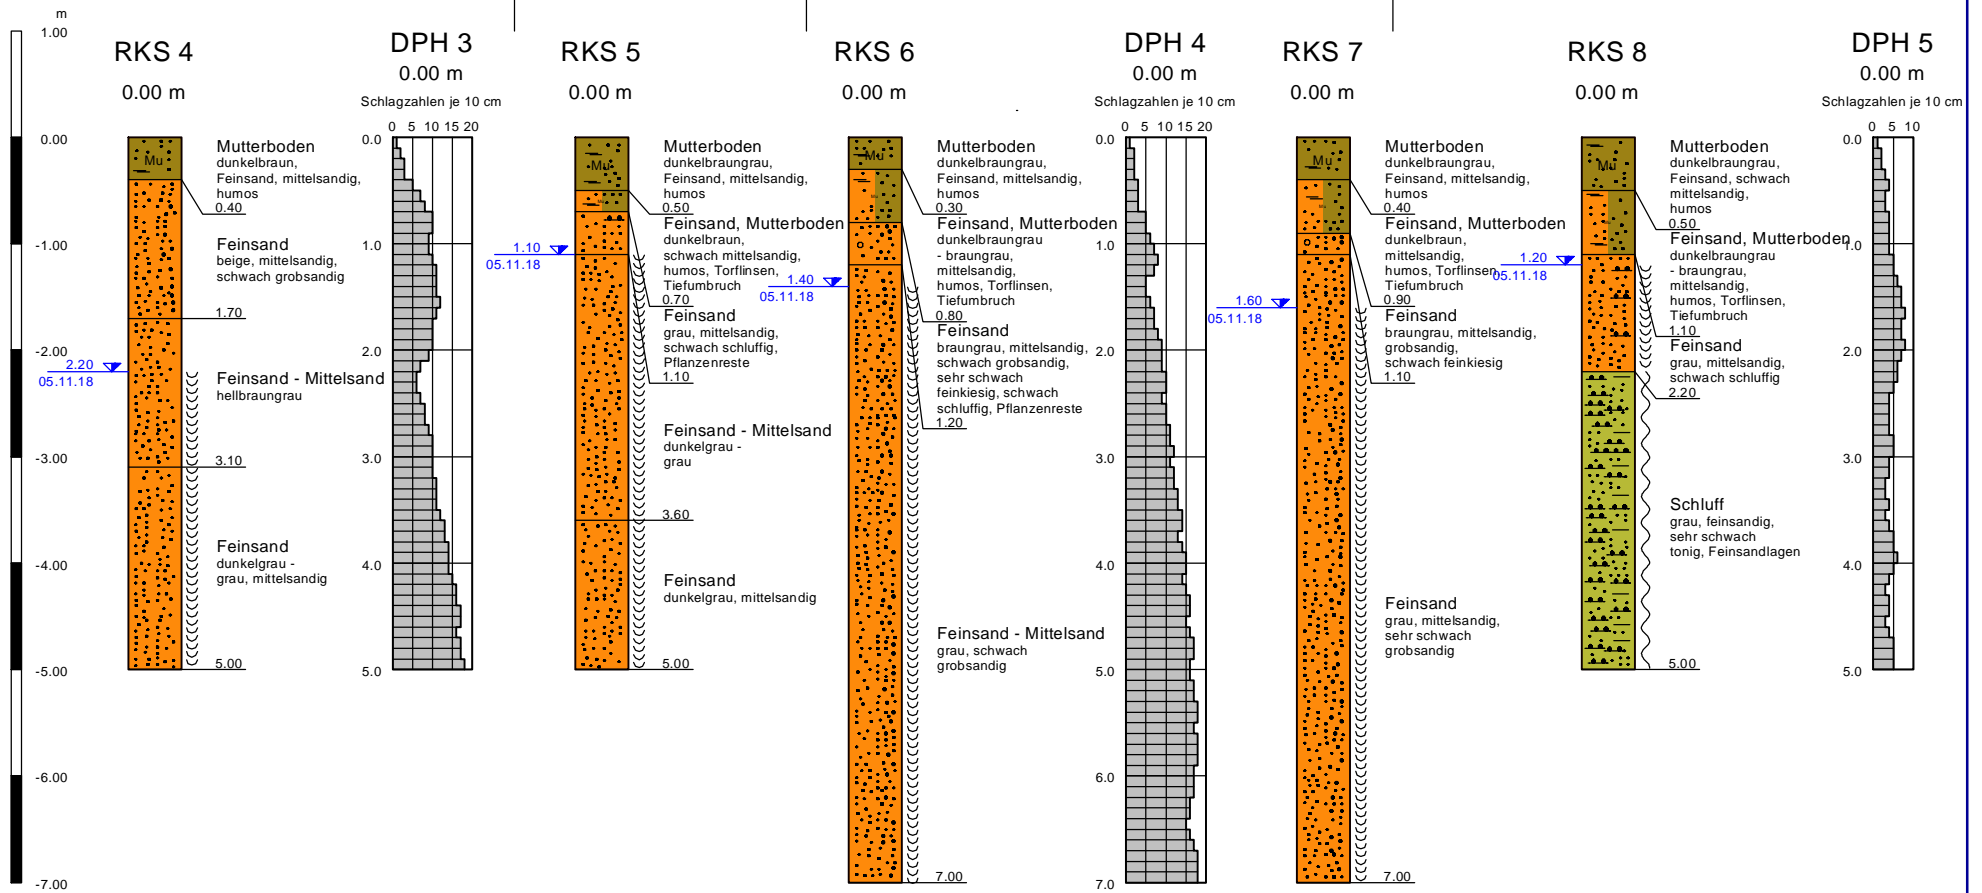 m
1.00
0.00
-1.00
-2.00
-3.00
-4.00
-5.00
-6.00
-7.00
RKS 4
0.00 m
Mu
Mutterboden
dunkelbraun,
Feinsand, mittelsandig,
humos
0.40
Feinsand
beige, mittelsandig,
schwach grobsandig
1.70
2.20
05.11.18
Feinsand - Mittelsand
hellbraungrau
3.10
Feinsand
dunkelgrau -
grau, mittelsandig
5.00
DPH 3
0.00 m
Schlagzahlen je 10 cm
0 5 10 15 20
0.0
1.0
2.0
3.0
4.0
5.0
RKS 5
0.00 m
Mu
Mutterboden
dunkelbraungrau,
Feinsand, mittelsandig,
humos
0.50
Feinsand, Mutterboden
dunkelbraun,
schwach mittelsandig,
humos, Torflinsen,
Tiefumbruch
0.70
1.10
05.11.18
Feinsand
grau, mittelsandig,
schwach schluffig,
Pflanzenreste
1.10
Feinsand - Mittelsand
dunkelgrau -
grau
3.60
Feinsand
dunkelgrau, mittelsandig
5.00
RKS 6
0.00 m
Mu
Mutterboden
dunkelbraungrau,
Feinsand, mittelsandig,
humos
0.30
Feinsand, Mutterboden
dunkelbraungrau
- braungrau,
mittelsandig,
humos, Torflinsen,
Tiefumbruch
0.80
1.40
05.11.18
Feinsand
braungrau, mittelsandig,
schwach grobsandig,
sehr schwach
feinkiesig, schwach
schluffig, Pflanzenreste
1.20
Feinsand - Mittelsand
grau, schwach
grobsandig
7.00
DPH 4
0.00 m
Schlagzahlen je 10 cm
0 5 10 15 20
0.0
1.0
2.0
3.0
4.0
5.0
6.0
7.0
RKS 7
0.00 m
Mu
Mutterboden
dunkelbraungrau,
Feinsand, mittelsandig,
humos
0.40
Feinsand, Mutterboden
dunkelbraun,
mittelsandig,
humos, Torflinsen,
Tiefumbruch
0.90
1.60
05.11.18
Feinsand
braungrau, mittelsandig,
grobsandig,
schwach feinkiesig
1.10
Feinsand
grau, mittelsandig,
sehr schwach
grobsandig
7.00
RKS 8
0.00 m
Mu
Mutterboden
dunkelbraungrau,
Feinsand, schwach
mittelsandig,
humos
0.50
Feinsand, Mutterboden
dunkelbraungrau
- braungrau,
mittelsandig,
humos, Torflinsen,
Tiefumbruch
1.10
1.20
05.11.18
Feinsand
grau, mittelsandig,
schwach schluffig
2.20
Schluff
grau, feinsandig,
sehr schwach
tonig, Feinsandlagen
5.00
DPH 5
0.00 m
Schlagzahlen je 10 cm
0 5 10
0.0
1.0
2.0
3.0
4.0
5.0